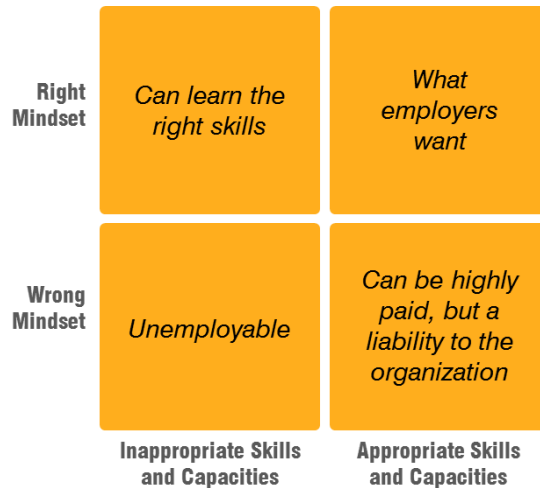 Right
Mindset
Can learn the
right skills
What
employers
want
Wrong
Mindset
Unemployable
Can be highly
paid, but a
liability to the
organization
Inappropriate Skills
and Capacities
Appropriate Skills
and Capacities